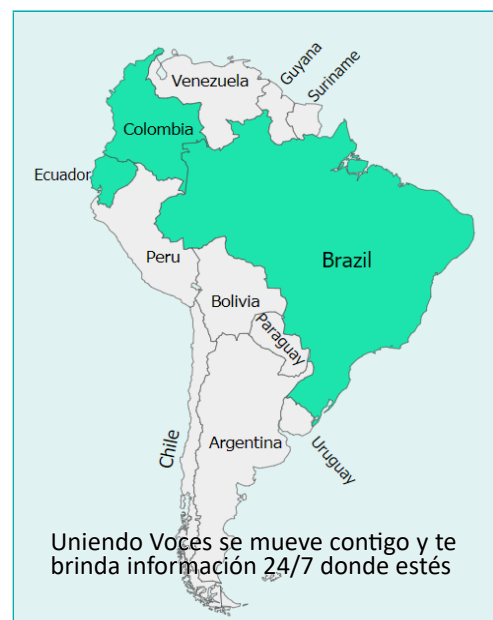 Guyana
Suriname
Venezuela
Colombia
Ecuador
Peru
Brazil
Bolivia
Paraguay
Chile
Argentina
Uruguay
Uniendo Voces se mueve contigo y te
brinda información 24/7 donde estés